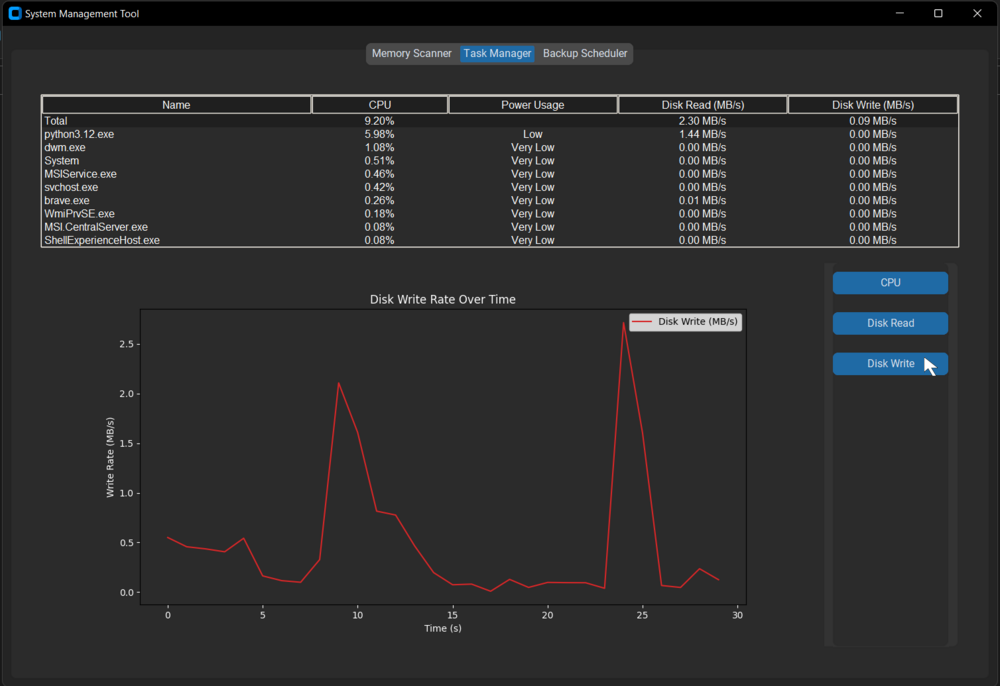 System Management Tool
Memory Scanner Task Manager Backup Scheduler
Name CPU Power Usage Disk Read (MB/s) Disk Write (MB/s)
Total 9.20% 2.30 MB/s 0.09 MB/s
python3.12.exe 5.98% Low 1.44 MB/s 0.00 MB/s
dwm.exe 1.08% Very Low 0.00 MB/s 0.00 MB/s
System 0.51% Very Low 0.00 MB/s 0.00 MB/s
MSIService.exe 0.46% Very Low 0.00 MB/s 0.00 MB/s
svchost.exe 0.42% Very Low 0.00 MB/s 0.00 MB/s
brave.exe 0.26% Very Low 0.01 MB/s 0.00 MB/s
WmiPrvSE.exe 0.18% Very Low 0.00 MB/s 0.00 MB/s
MSI.CentralServer.exe 0.08% Very Low 0.00 MB/s 0.00 MB/s
ShellExperienceHost.exe 0.08% Very Low 0.00 MB/s 0.00 MB/s
Disk Write Rate Over Time
Disk Write (MB/s)
2.5
2.0
1.5
1.0
0.5
0.0
Write Rate (MB/s)
0 5 10 15 20 25 30
Time (s)
CPU
Disk Read
Disk Write